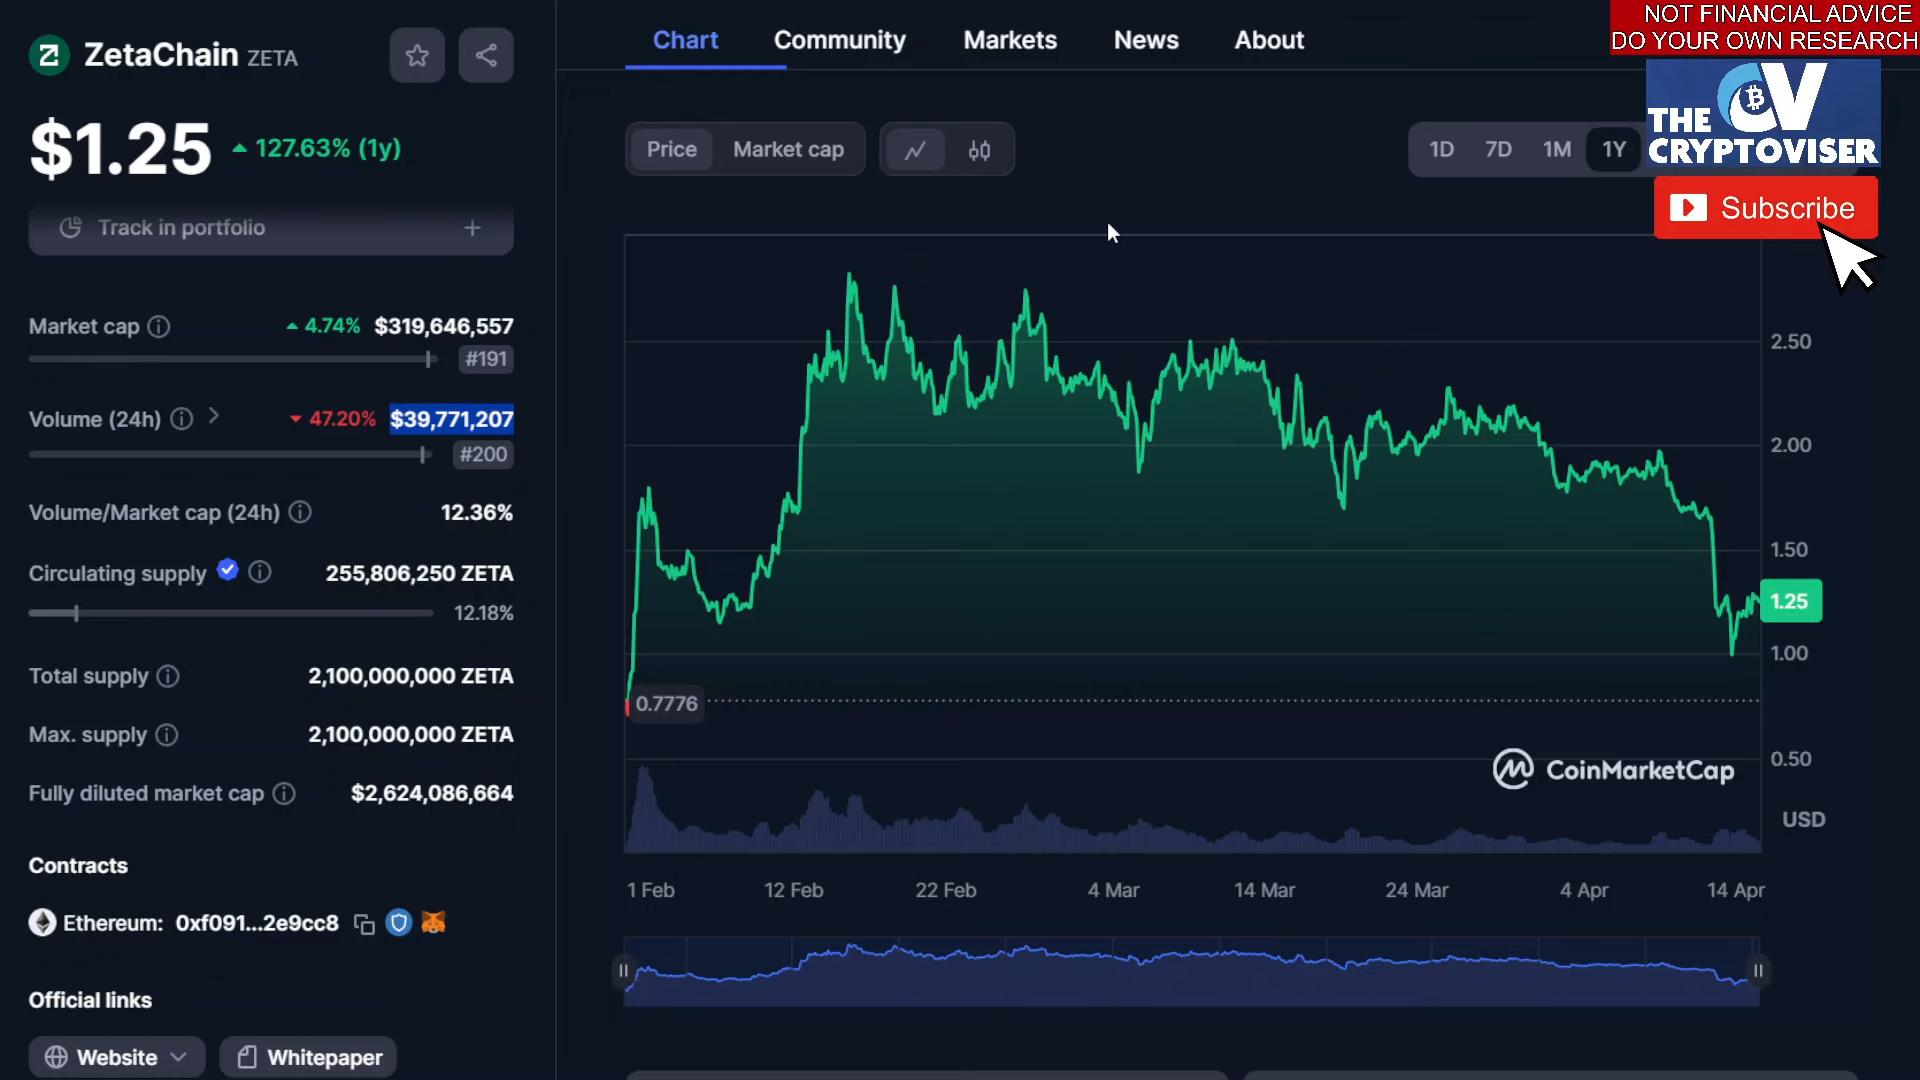 ZetaChain ZETA
$1.25 127.63% (1y)
Track in portfolio +
Market cap 4.74% $319,646,557
#191
Volume (24h) 47.20% $39,771,207
#200
Volume/Market cap (24h) 12.36%
Circulating supply 255,806,250 ZETA
12.18%
Total supply 2,100,000,000 ZETA
Max. supply 2,100,000,000 ZETA
Fully diluted market cap $2,624,086,664
Contracts
Ethereum: 0xf091...2e9cc8
Official links
Website Whitepaper
Chart Community Markets News About
Price Market cap
1D 7D 1M 1Y
NOT FINANCIAL ADVICE
DO YOUR OWN RESEARCH
CV
THE
CRYPTOVISER
Subscribe
2.50
2.00
1.50
1.25
1.00
0.7776
0.50
CoinMarketCap
USD
1 Feb 12 Feb 22 Feb 4 Mar 14 Mar 24 Mar 4 Apr 14 Apr